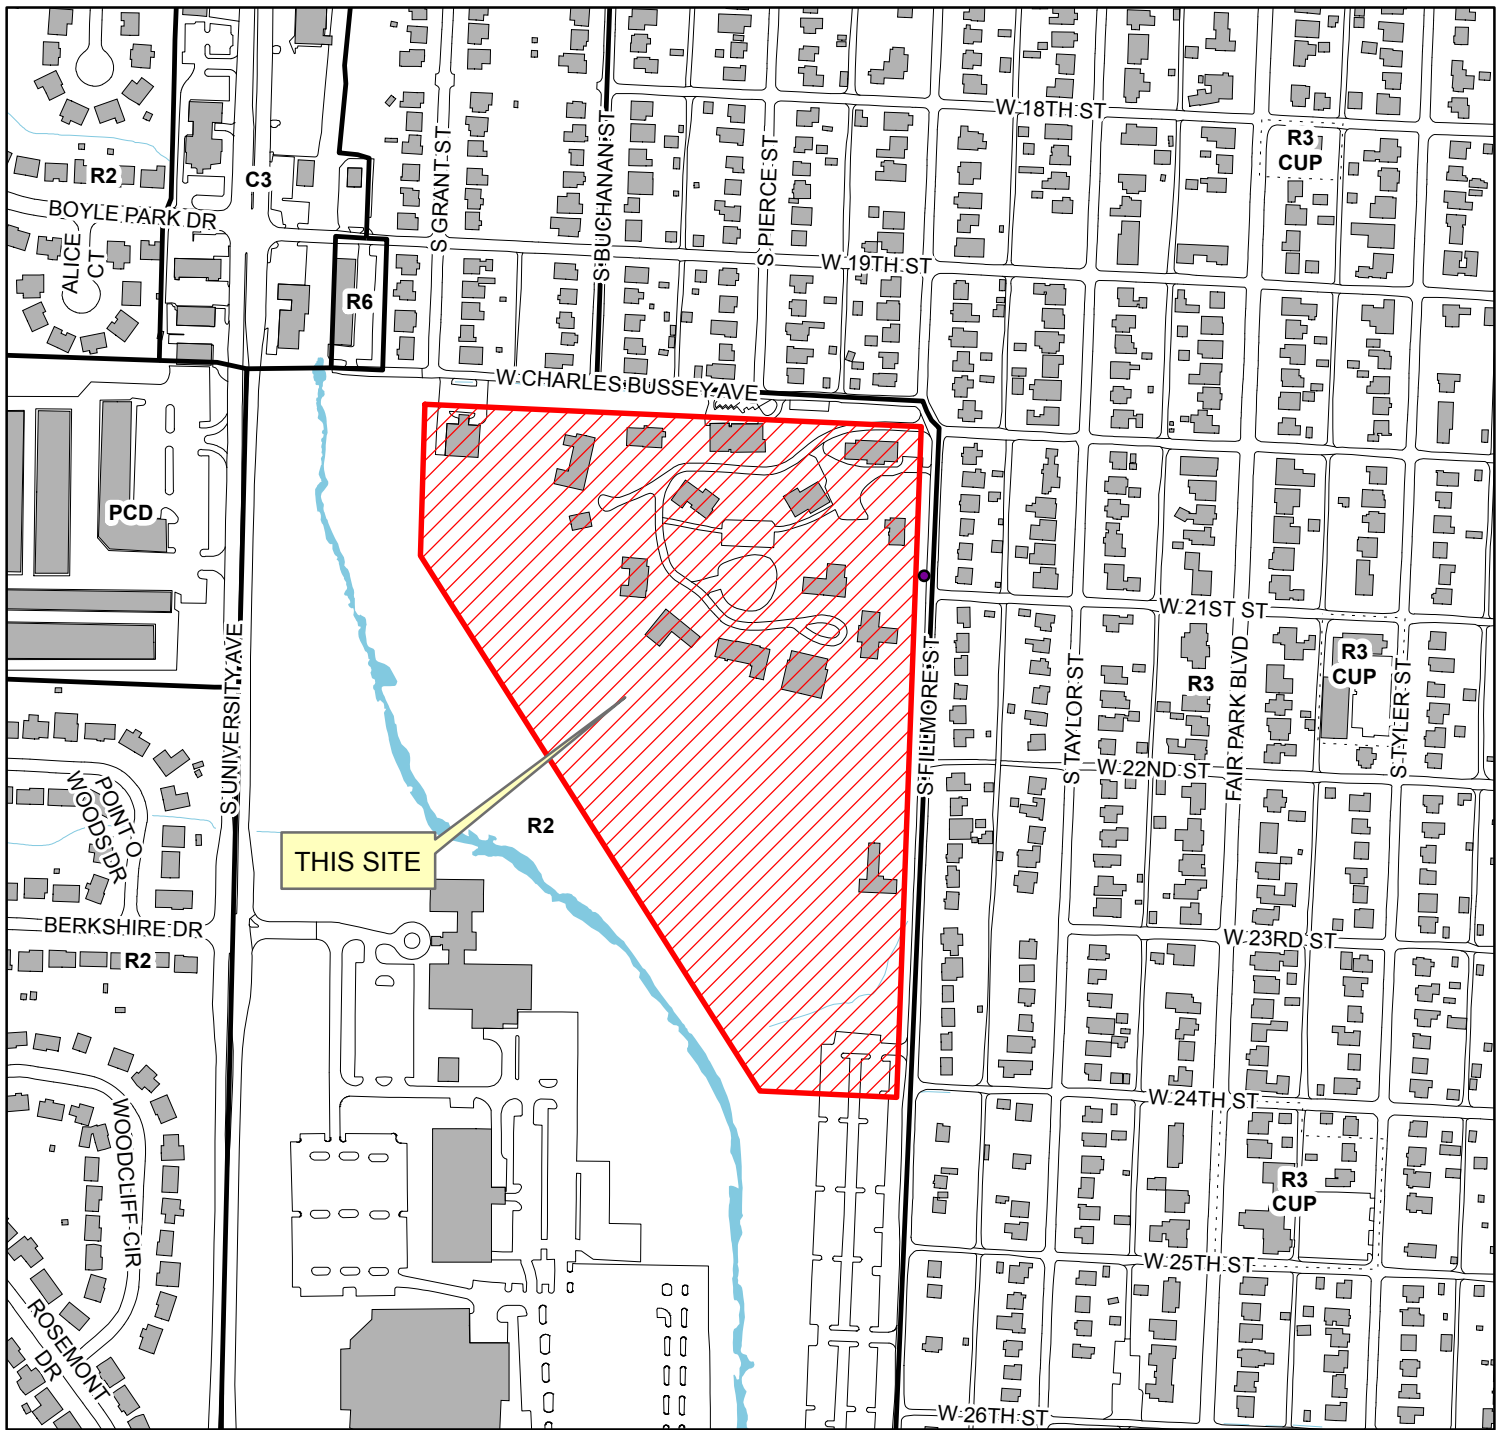 W 18TH ST
R3
CUP
R2
C3
S GRANT ST
S BUCHANAN ST
S PIERCE ST
BOYLE PARK DR
ALICE
CT
W 19TH ST
R6
W CHARLES BUSSEY AVE
PCD
W 21ST ST
S UNIVERSITY AVE
S FILLMORE ST
S TAYLOR ST
R3
FAIR PARK BLVD
R3
CUP
S TYLER ST
W 22ND ST
POINT O
WOODS DR
R2
THIS SITE
BERKSHIRE DR
R2
W 23RD ST
W 24TH ST
WOODCLIFF CIR
R3
CUP
W 25TH ST
ROSEMONT
DR
W 26TH ST